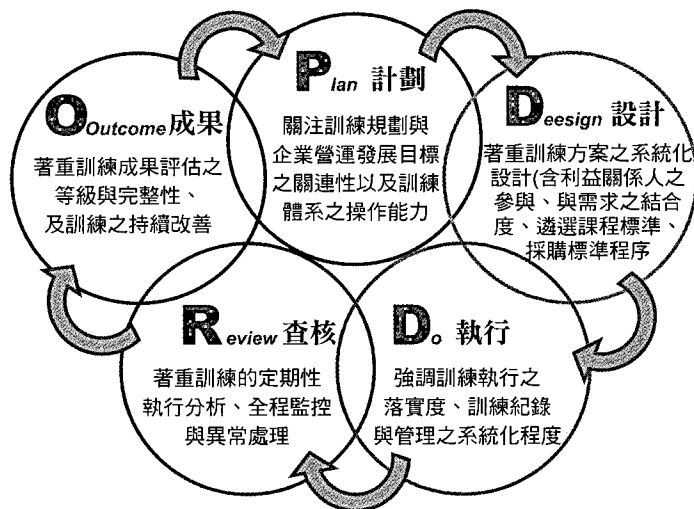 Plan 計劃
關注訓練規劃與
企業營運發展目標
之關連性以及訓練
體系之操作能力
Deesign 設計
著重訓練方案之系統化
設計(含利益關係人之
參與、與需求之結合
度、遴選課程標準、
採購標準程序
Do 執行
強調訓練執行之
落實度、訓練紀錄
與管理之系統化程度
Review 查核
著重訓練的定期性
執行分析、全程監控
與異常處理
OOutcome 成果
著重訓練成果評估之
等級與完整性、
及訓練之持續改善